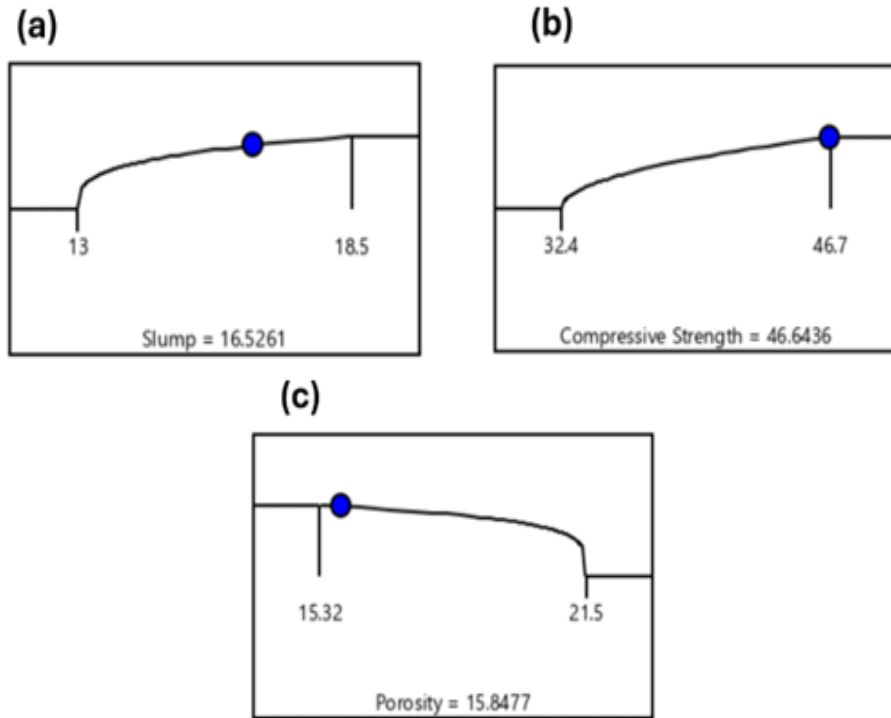 (a)
(b)
13 18.5
Slump = 16.5261
32.4 46.7
Compressive Strength = 46.6436
(c)
15.32 21.5
Porosity = 15.8477